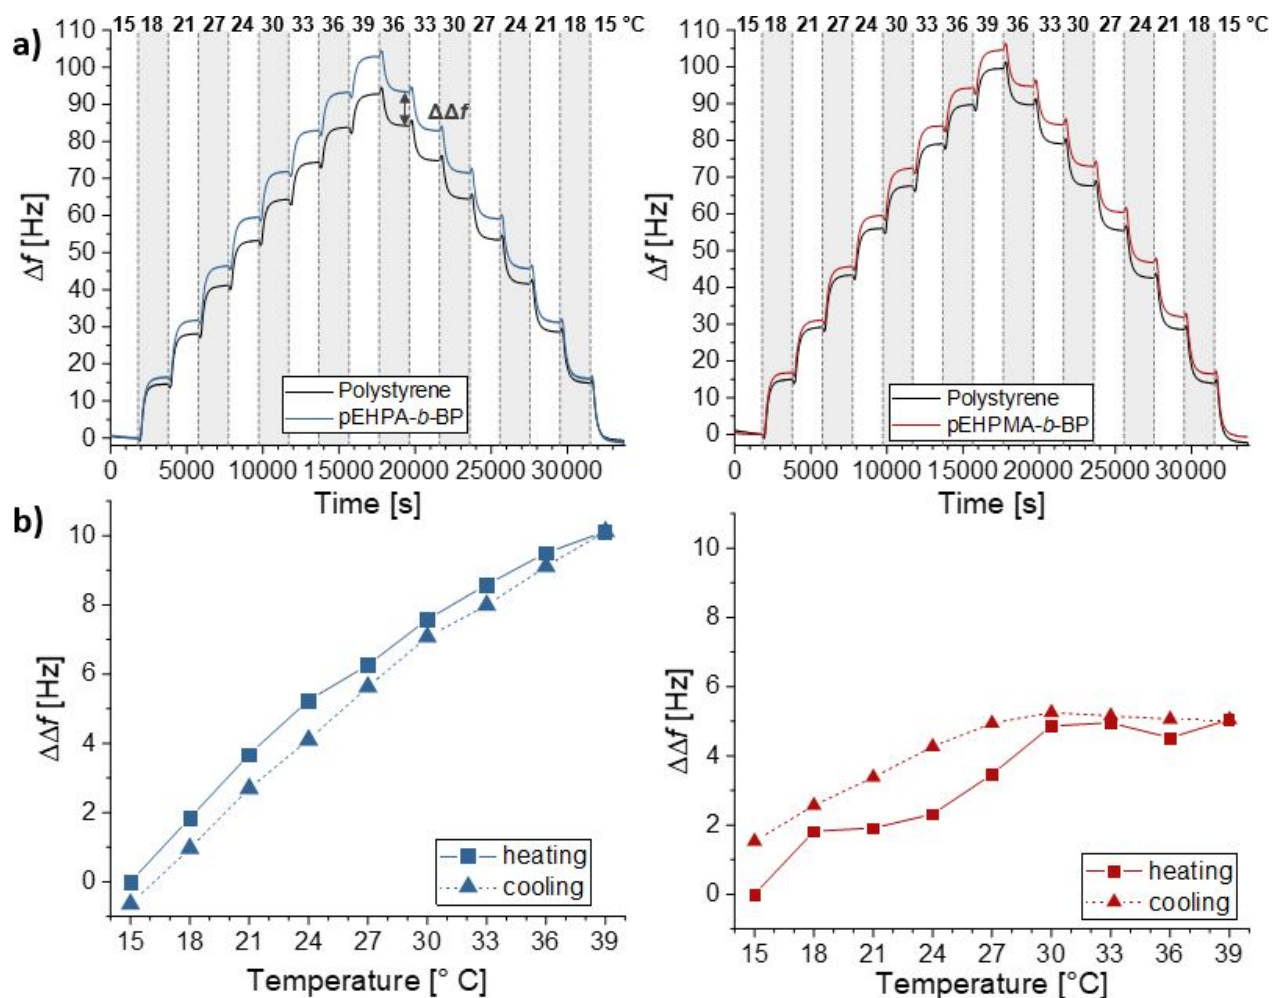 15 18 21 27 24 30 33 36 39 36 33 30 27 24 21 18 15 °C
15 18 21 27 24 30 33 36 39 36 33 30 27 24 21 18 15 °C
a)
110
100
90
80
70
60
50
40
30
20
10
0
Δf [Hz]
ΔΔf
Polystyrene
pEHPA-b-BP
0 5000 10000 15000 20000 25000 30000
Time [s]
110
100
90
80
70
60
50
40
30
20
10
0
Δf [Hz]
Polystyrene
pEHPMA-b-BP
0 5000 10000 15000 20000 25000 30000
Time [s]
b)
10
8
6
4
2
0
ΔΔf [Hz]
heating
cooling
15 18 21 24 27 30 33 36 39
Temperature [° C]
10
8
6
4
2
0
ΔΔf [Hz]
heating
cooling
15 18 21 24 27 30 33 36 39
Temperature [°C]